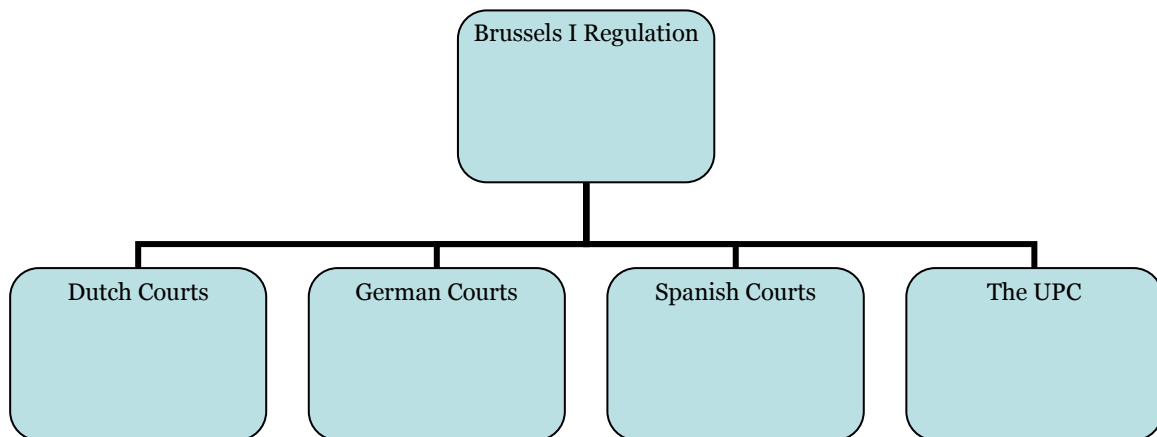 Brussels I Regulation
Dutch Courts
German Courts
Spanish Courts
The UPC